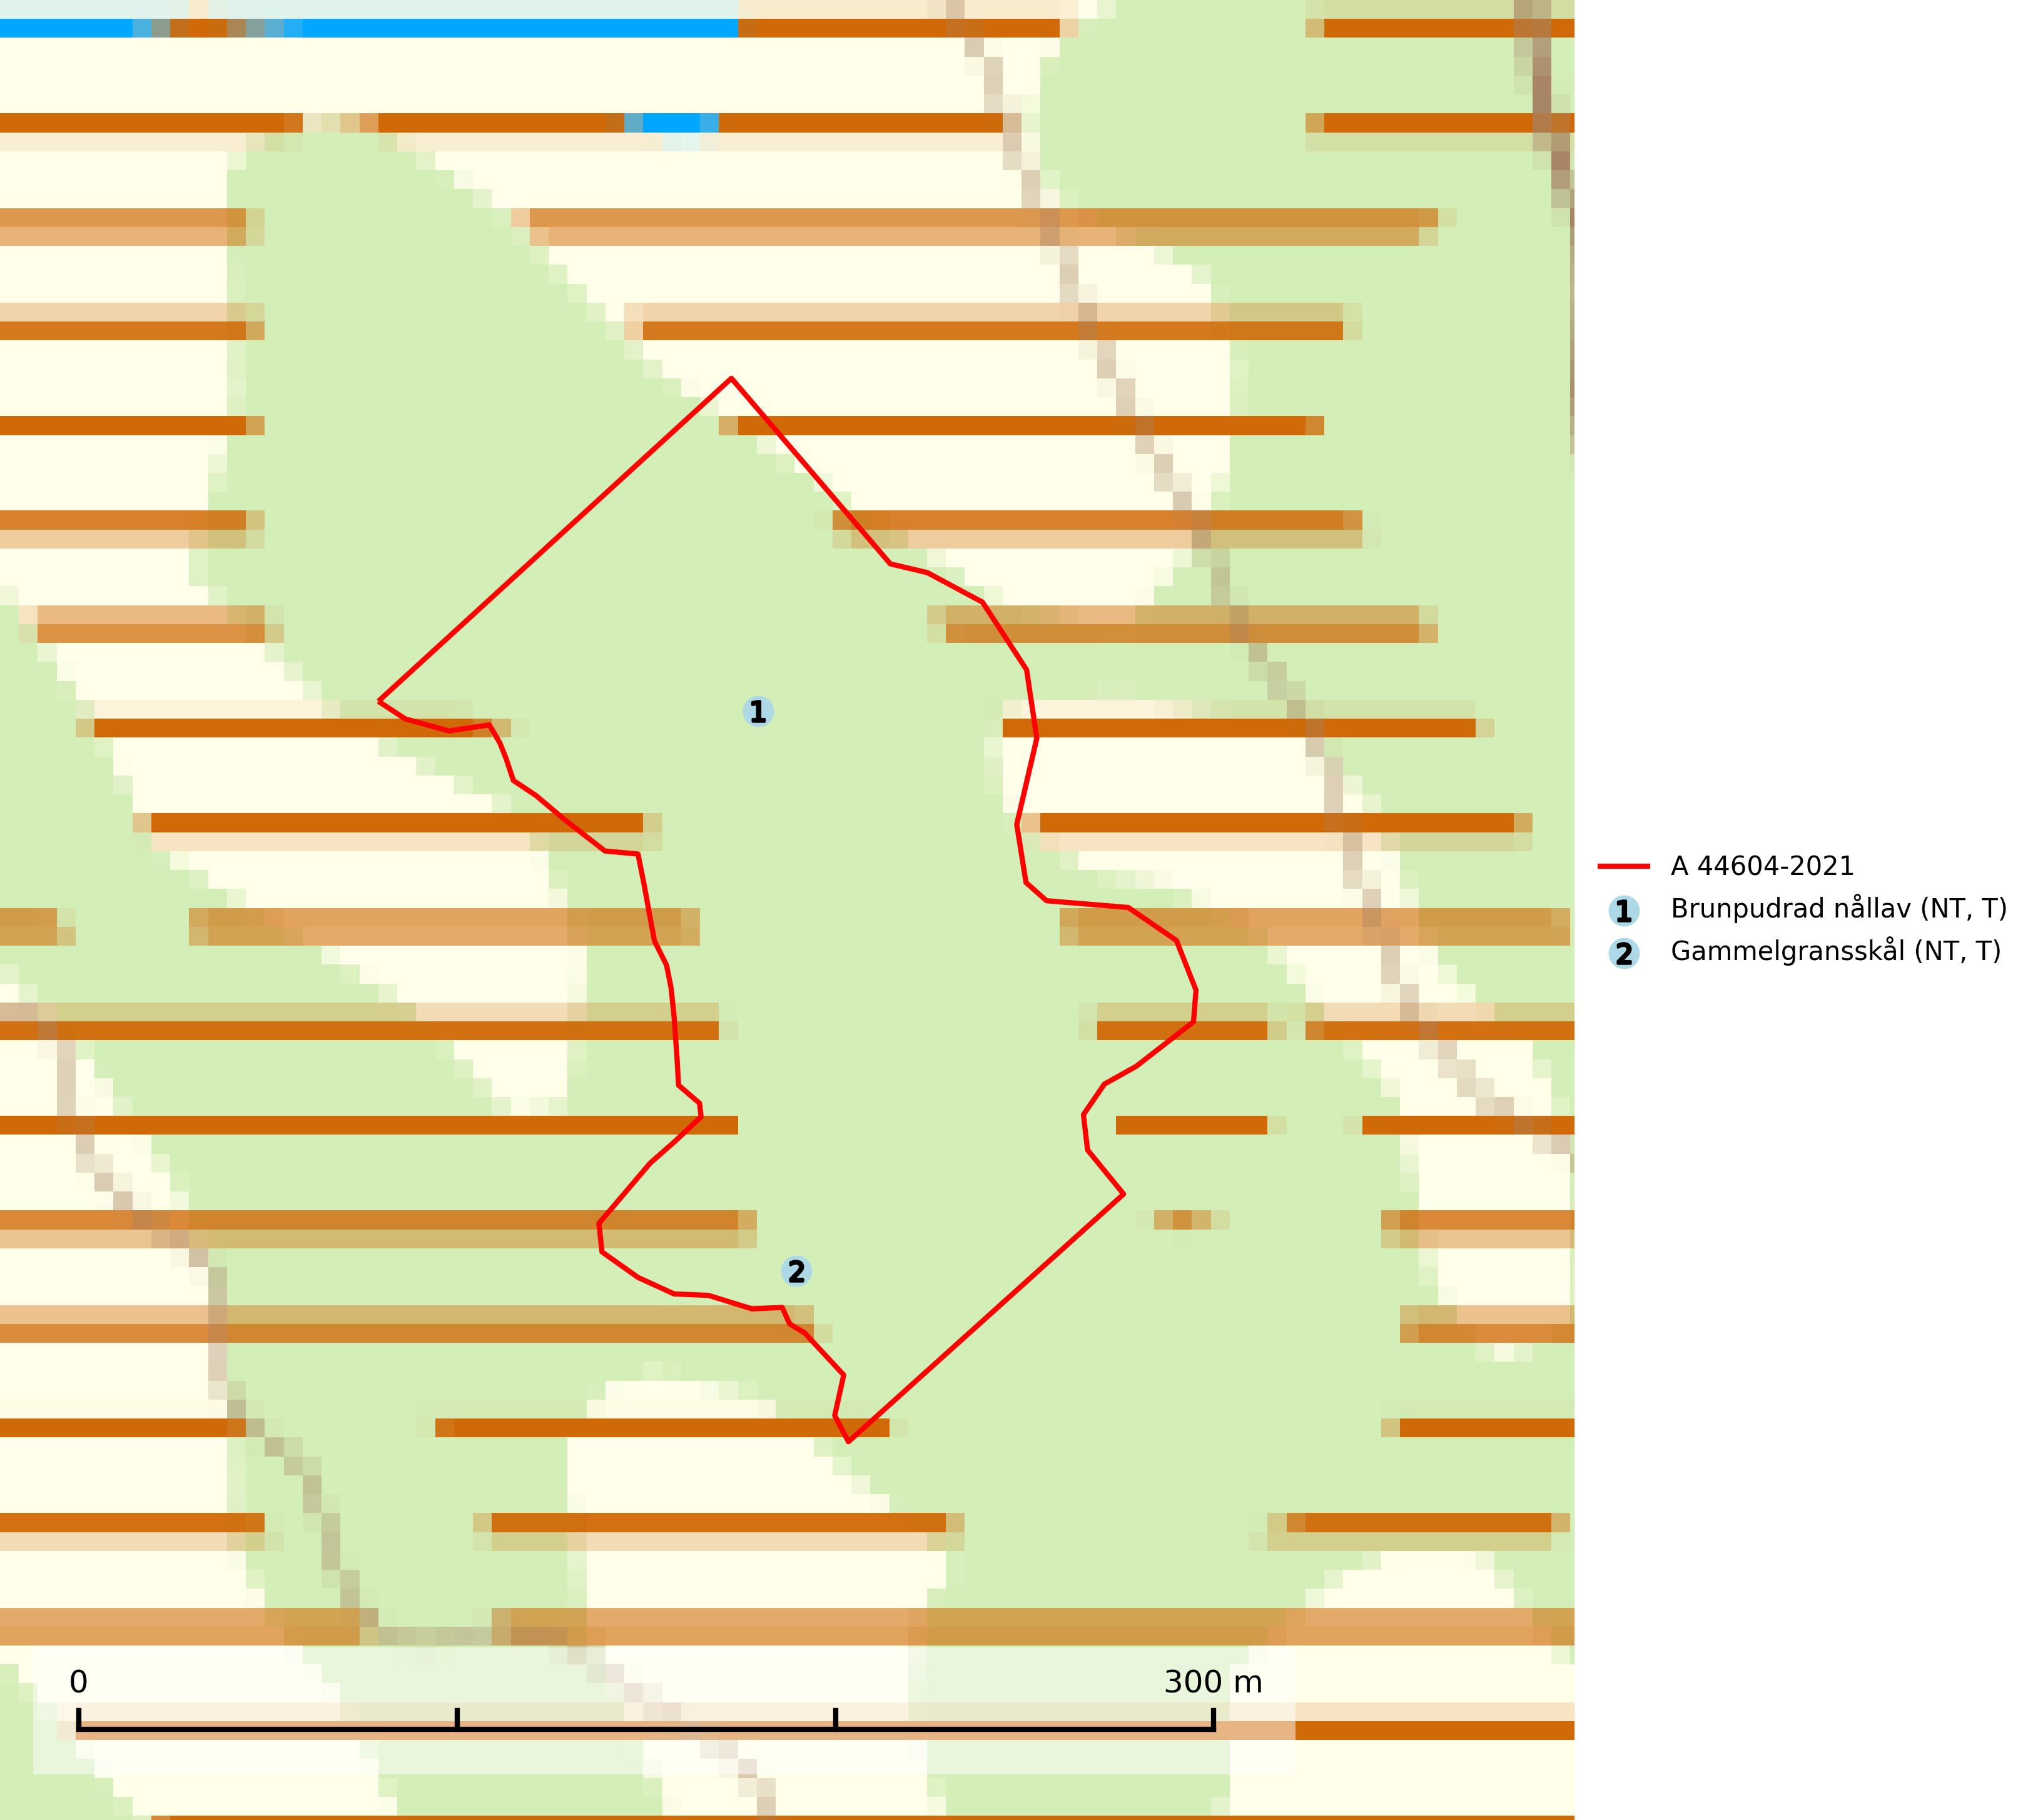 1
2
A 44604-2021
1 Brunpudrad nållav (NT, T)
2 Gammelgransskål (NT, T)
0 300 m